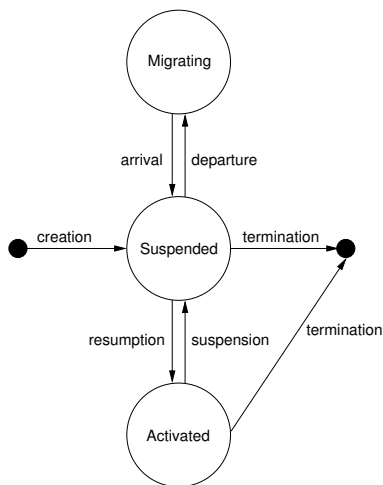 Migrating
arrival
departure
creation
Suspended
termination
resumption
suspension
termination
Activated